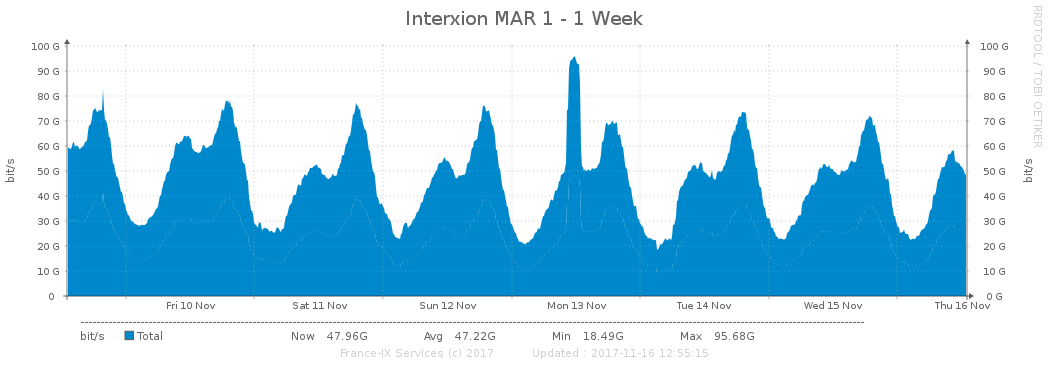 Interxion MAR 1 - 1 Week
RRDTOOL / TOBI OETIKER
100 G 100 G
90 G 90 G
80 G 80 G
70 G 70 G
60 G 60 G
50 G 50 G
40 G 40 G
30 G 30 G
20 G 20 G
10 G 10 G
0 0 G
bit/s
bit/s
Fri 10 Nov Sat 11 Nov Sun 12 Nov Mon 13 Nov Tue 14 Nov Wed 15 Nov Thu 16 Nov
bit/s Total Now 47.96G Avg 47.22G Min 18.49G Max 95.68G
France-IX Services (c) 2017 Updated : 2017-11-16 12:55:15